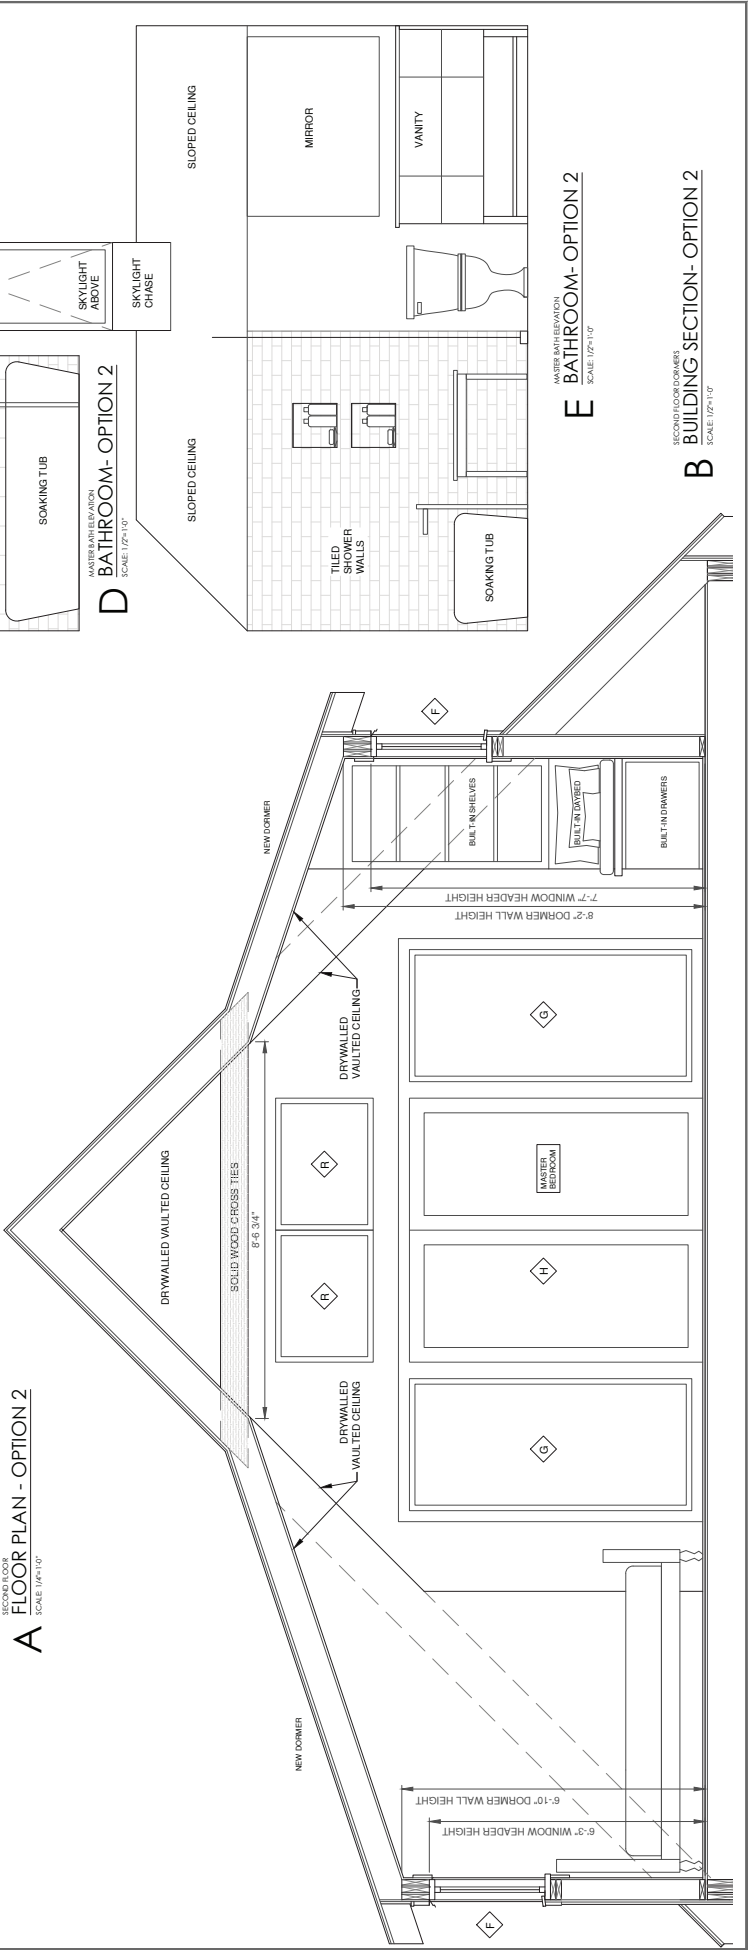 SECOND FLOOR
A
FLOOR PLAN - OPTION 2
SCALE: 1/4"=1'-0"
SOAKING TUB
SKYLIGHT
ABOVE
SKYLIGHT
CHASE
MASTER BATH ELEVATION
D
BATHROOM- OPTION 2
SCALE: 1/2"=1'-0"
SLOPED CEILING
SLOPED CEILING
TILED
SHOWER
WALLS
MIRROR
SOAKING TUB
VANITY
MASTER BATH ELEVATION
E
BATHROOM- OPTION 2
SCALE: 1/2"=1'-0"
NEW DORMER
NEW DORMER
DRYWALLED VAULTED CEILING
SOLID WOOD CROSS TIES
8'-6 3/4"
DRYWALLED
VAULTED CEILING
DRYWALLED
VAULTED CEILING
R
R
F
F
6'-10" DORMER WALL HEIGHT
6'-3" WINDOW HEADER HEIGHT
8'-2" DORMER WALL HEIGHT
7'-7" WINDOW HEADER HEIGHT
G
H
MASTER
BEDROOM
G
BUILT-IN SHELVES
BUILT-IN DAYBED
BUILT-IN DRAWERS
SECOND FLOOR DORMERS
B
BUILDING SECTION- OPTION 2
SCALE: 1/2"=1'-0"